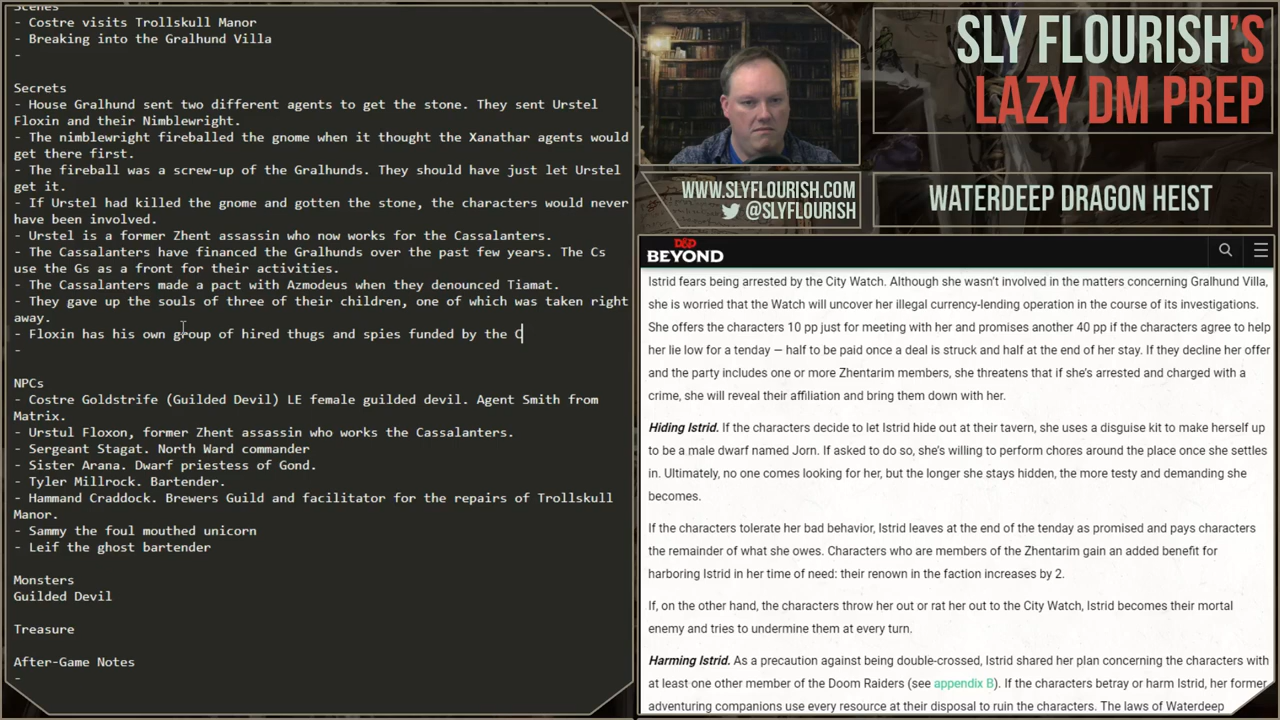 Scenes
- Costre visits Trollskull Manor
- Breaking into the Gralhund Villa
-
Secrets
- House Gralhund sent two different agents to get the stone. They sent Urstel
Floxin and their Nimblewright.
- The nimblewright fireballed the gnome when it thought the Xanathar agents would
get there first.
- The fireball was a screw-up of the Gralhunds. They should have just let Urstel
get it.
- If Urstel had killed the gnome and gotten the stone, the characters would never
have been involved.
- Urstel is a former Zhent assassin who now works for the Cassalanters.
- The Cassalanters have financed the Gralhunds over the past few years. The Cs
use the Gs as a front for their activities.
- The Cassalanters made a pact with Azmodeus when they denounced Tiamat.
- They gave up the souls of three of their children, one of which was taken right
away.
- Floxin has his own group of hired thugs and spies funded by the C
-
NPCs
- Costre Goldstrife (Guilded Devil) LE female guilded devil. Agent Smith from
Matrix.
- Urstul Floxon, former Zhent assassin who works the Cassalanters.
- Sergeant Stagat. North Ward commander
- Sister Arana. Dwarf priestess of Gond.
- Tyler Millrock. Bartender.
- Hammand Craddock. Brewers Guild and facilitator for the repairs of Trollskull
Manor.
- Sammy the foul mouthed unicorn
- Leif the ghost bartender
Monsters
Guilded Devil
Treasure
After-Game Notes
-
SLY FLOURISH'S
LAZY DM PREP
WWW.SLYFLOURISH.COM
@SLYFLOURISH
WATERDEEP DRAGON HEIST
D&D
BEYOND
Istrid fears being arrested by the City Watch. Although she wasn't involved in the matters concerning Gralhund Villa,
she is worried that the Watch will uncover her illegal currency-lending operation in the course of its investigations.
She offers the characters 10 pp just for meeting with her and promises another 40 pp if the characters agree to help
her lie low for a tenday — half to be paid once a deal is struck and half at the end of her stay. If they decline her offer
and the party includes one or more Zhentarim members, she threatens that if she's arrested and charged with a
crime, she will reveal their affiliation and bring them down with her.
Hiding Istrid. If the characters decide to let Istrid hide out at their tavern, she uses a disguise kit to make herself up
to be a male dwarf named Jorn. If asked to do so, she's willing to perform chores around the place once she settles
in. Ultimately, no one comes looking for her, but the longer she stays hidden, the more testy and demanding she
becomes.
If the characters tolerate her bad behavior, Istrid leaves at the end of the tenday as promised and pays characters
the remainder of what she owes. Characters who are members of the Zhentarim gain an added benefit for
harboring Istrid in her time of need: their renown in the faction increases by 2.
If, on the other hand, the characters throw her out or rat her out to the City Watch, Istrid becomes their mortal
enemy and tries to undermine them at every turn.
Harming Istrid. As a precaution against being double-crossed, Istrid shared her plan concerning the characters with
at least one other member of the Doom Raiders (see appendix B). If the characters betray or harm Istrid, her former
adventuring companions use every resource at their disposal to ruin the characters. The laws of Waterdeep